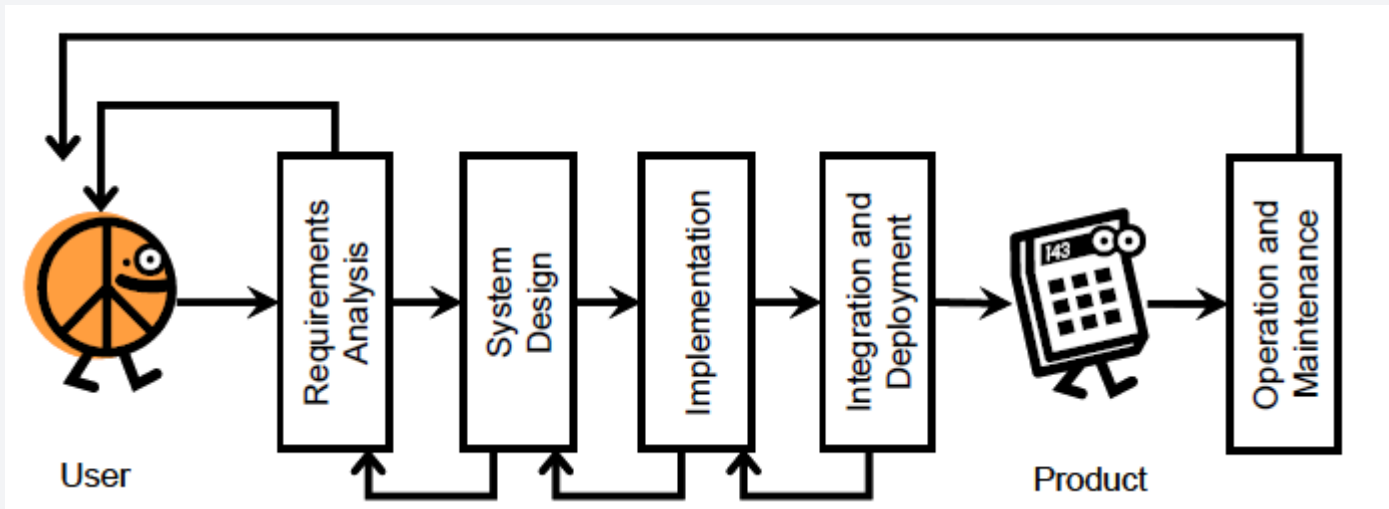 User
Requirements
Analysis
System
Design
Implementation
Integration and
Deployment
143
Product
Operation and
Maintenance